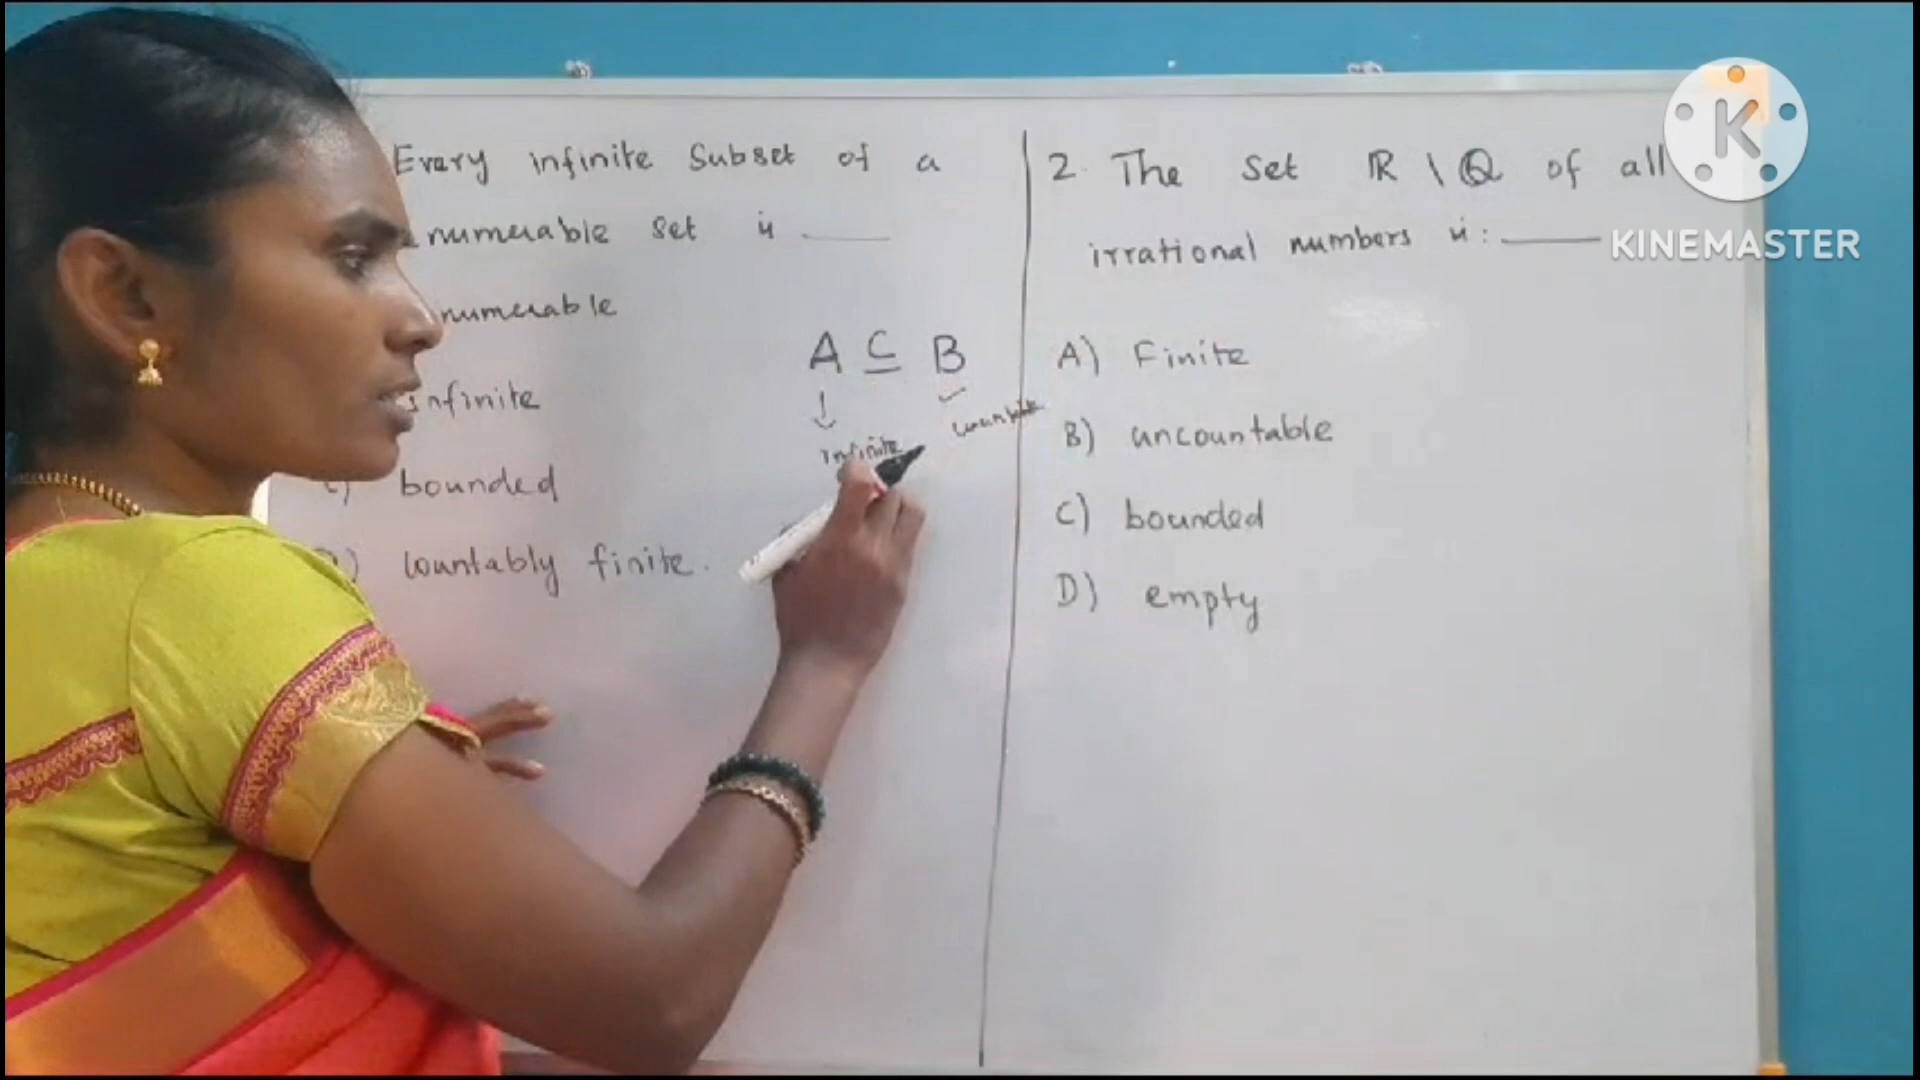 Every infinite subset of a
numerable set is ____
numerable
infinite
C) bounded
D) countably finite.
A ⊆ B
↓ ✓
infinite
2. The set ℝ \ ℚ of all
irrational numbers is: ____
A) Finite
B) uncountable
C) bounded
D) empty
K
KINEMASTER